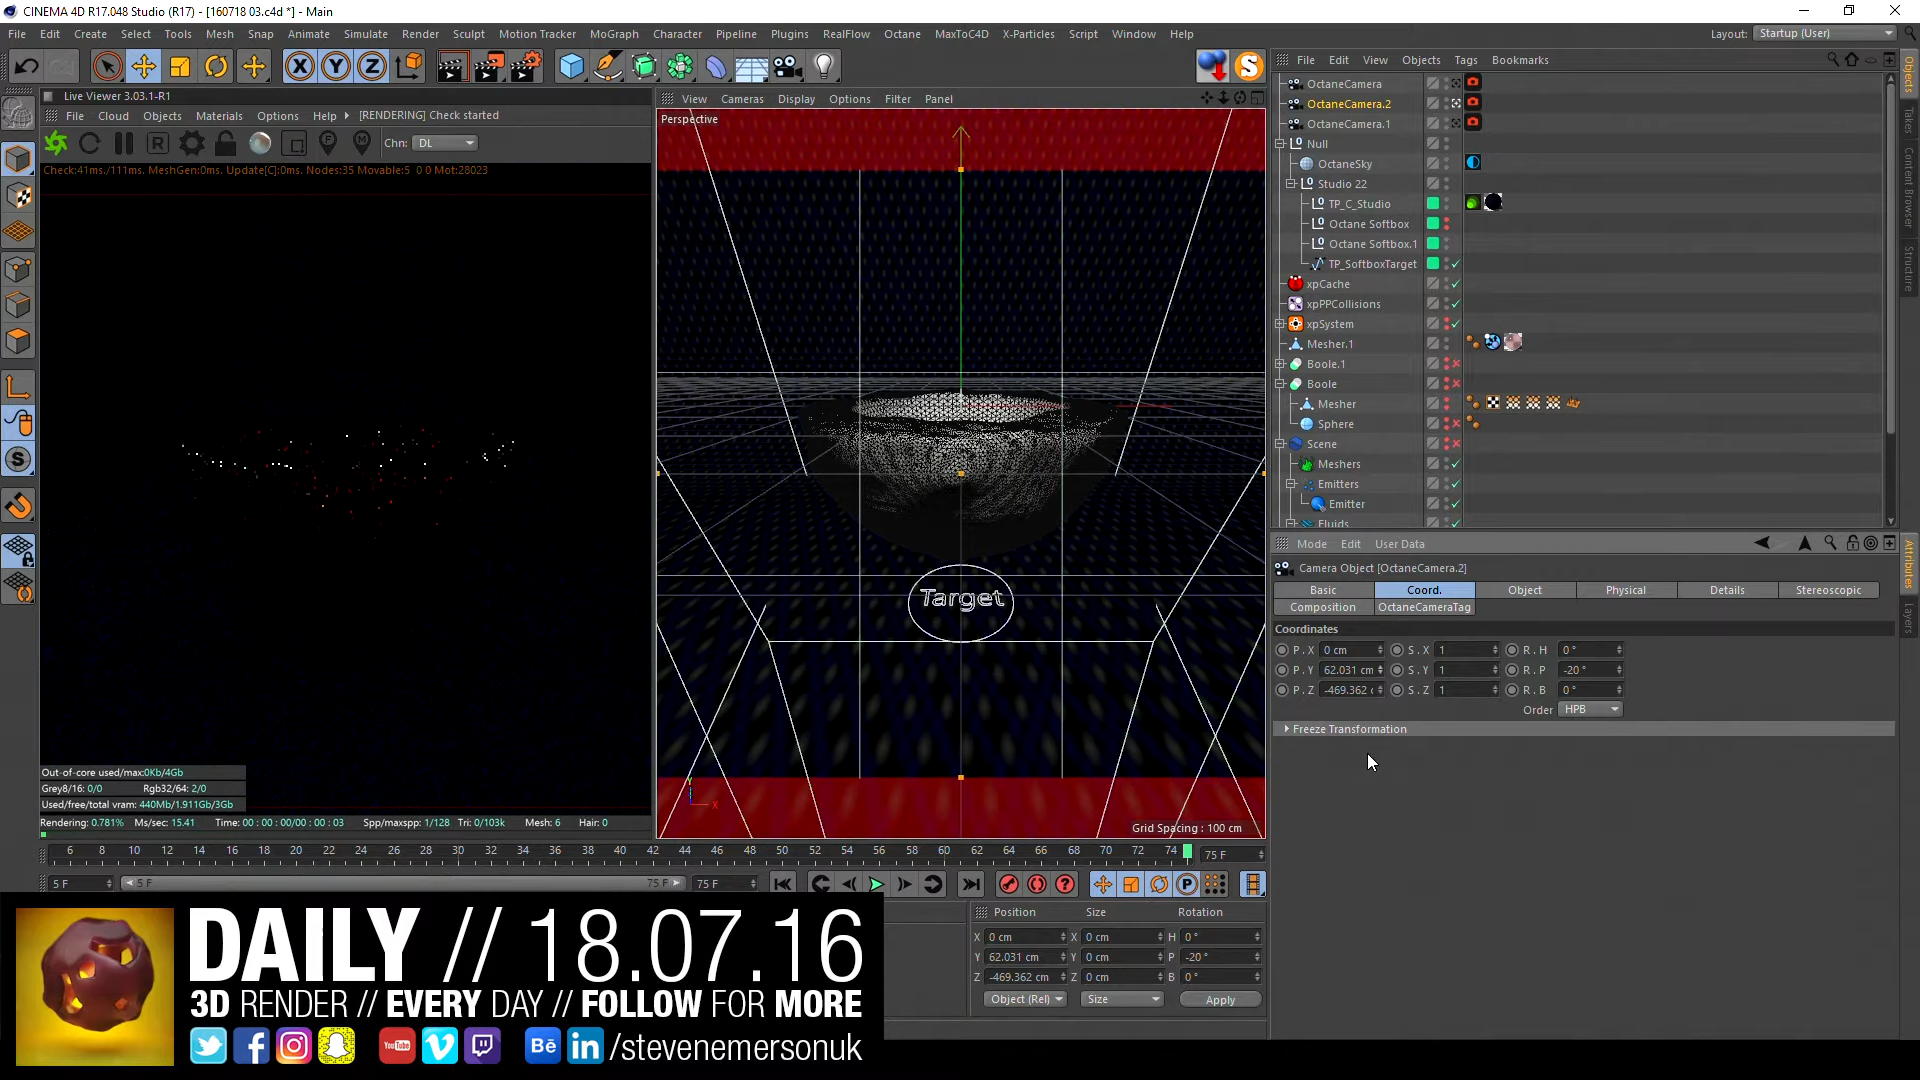 CINEMA 4D R17.048 Studio (R17) - [160718 03.c4d *] - Main
File Edit Create Select Tools Mesh Snap Animate Simulate Render Sculpt Motion Tracker MoGraph Character Pipeline Plugins RealFlow Octane MaxToC4D X-Particles Script Window Help
Layout: Startup (User)
Live Viewer 3.03.1-R1
File Cloud Objects Materials Options Help [RENDERING] Check started
Chn: DL
Check:41ms./111ms. MeshGen:0ms. Update[C]:0ms. Nodes:35 Movable:5 0 0 Mot:28023
Out-of-core used/max:0Kb/4Gb
Grey8/16: 0/0 Rgb32/64: 2/0
Used/free/total vram: 440Mb/1.911Gb/3Gb
Rendering: 0.781% Ms/sec: 15.41 Time: 00 : 00 : 00/00 : 00 : 03 Spp/maxspp: 1/128 Tri: 0/103k Mesh: 6 Hair: 0
View Cameras Display Options Filter Panel
Perspective
Target
Y
X
Grid Spacing : 100 cm
6 8 10 12 14 16 18 20 22 24 26 28 30 32 34 36 38 40 42 44 46 48 50 52 54 56 58 60 62 64 66 68 70 72 74
75 F
5 F 5 F 75 F 75 F
File Edit View Objects Tags Bookmarks
OctaneCamera
OctaneCamera.2
OctaneCamera.1
Null
OctaneSky
Studio 22
TP_C_Studio
Octane Softbox
Octane Softbox.1
TP_SoftboxTarget
xpCache
xpPPCollisions
xpSystem
Mesher.1
Boole.1
Boole
Mesher
Sphere
Scene
Meshers
Emitters
Emitter
Fluids
Objects
Takes
Content Browser
Structure
Attributes
Layers
Mode Edit User Data
Camera Object [OctaneCamera.2]
Basic Coord. Object Physical Details Stereoscopic
Composition OctaneCameraTag
Coordinates
P . X 0 cm S . X 1 R . H 0 °
P . Y 62.031 cm S . Y 1 R . P -20 °
P . Z -469.362 c S . Z 1 R . B 0 °
Order HPB
Freeze Transformation
Position Size Rotation
X 0 cm X 0 cm H 0 °
Y 62.031 cm Y 0 cm P -20 °
Z -469.362 cm Z 0 cm B 0 °
Object (Rel) Size Apply
DAILY // 18.07.16
3D RENDER // EVERY DAY // FOLLOW FOR MORE
You Tube Bē in /stevenemersonuk